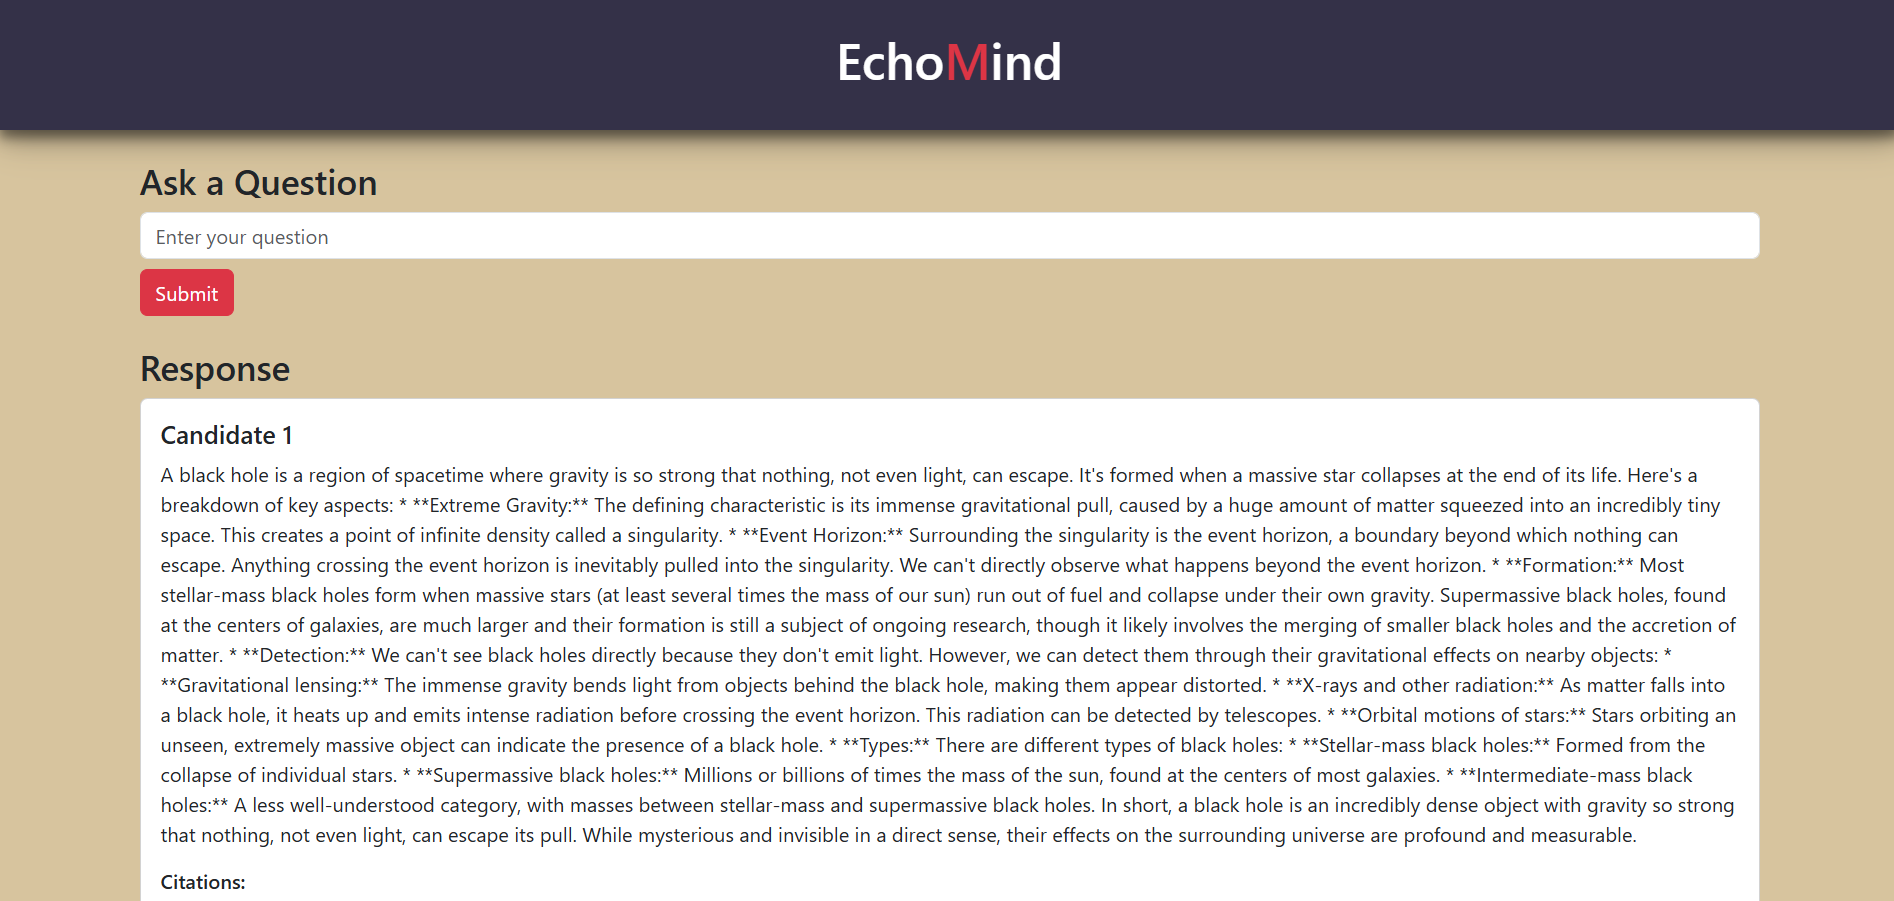 EchoMind
Ask a Question
Enter your question
Submit
Response
Candidate 1
A black hole is a region of spacetime where gravity is so strong that nothing, not even light, can escape. It's formed when a massive star collapses at the end of its life. Here's a
breakdown of key aspects: * **Extreme Gravity:** The defining characteristic is its immense gravitational pull, caused by a huge amount of matter squeezed into an incredibly tiny
space. This creates a point of infinite density called a singularity. * **Event Horizon:** Surrounding the singularity is the event horizon, a boundary beyond which nothing can
escape. Anything crossing the event horizon is inevitably pulled into the singularity. We can't directly observe what happens beyond the event horizon. * **Formation:** Most
stellar-mass black holes form when massive stars (at least several times the mass of our sun) run out of fuel and collapse under their own gravity. Supermassive black holes, found
at the centers of galaxies, are much larger and their formation is still a subject of ongoing research, though it likely involves the merging of smaller black holes and the accretion of
matter. * **Detection:** We can't see black holes directly because they don't emit light. However, we can detect them through their gravitational effects on nearby objects: *
**Gravitational lensing:** The immense gravity bends light from objects behind the black hole, making them appear distorted. * **X-rays and other radiation:** As matter falls into
a black hole, it heats up and emits intense radiation before crossing the event horizon. This radiation can be detected by telescopes. * **Orbital motions of stars:** Stars orbiting an
unseen, extremely massive object can indicate the presence of a black hole. * **Types:** There are different types of black holes: * **Stellar-mass black holes:** Formed from the
collapse of individual stars. * **Supermassive black holes:** Millions or billions of times the mass of the sun, found at the centers of most galaxies. * **Intermediate-mass black
holes:** A less well-understood category, with masses between stellar-mass and supermassive black holes. In short, a black hole is an incredibly dense object with gravity so strong
that nothing, not even light, can escape its pull. While mysterious and invisible in a direct sense, their effects on the surrounding universe are profound and measurable.
Citations: